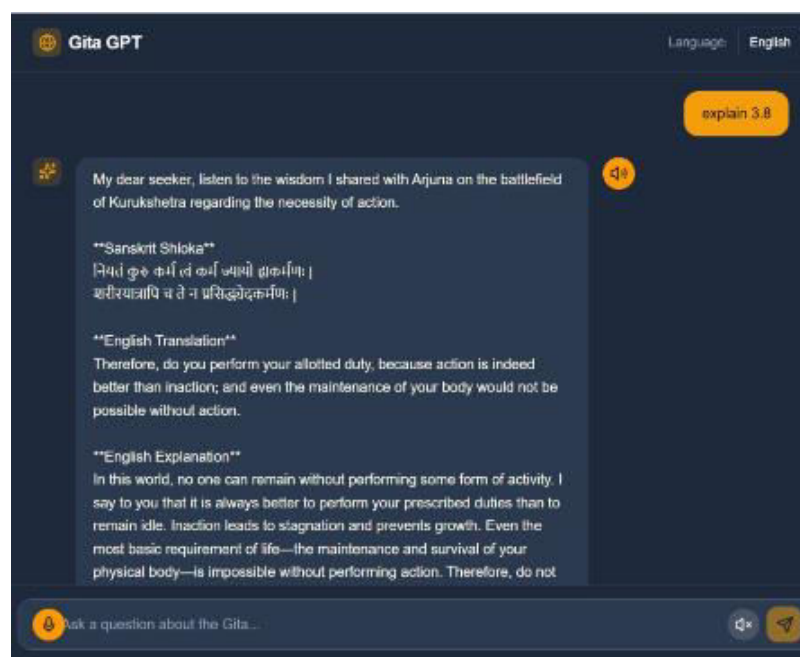 Gita GPT
Language: English
explain 3.8
My dear seeker, listen to the wisdom I shared with Arjuna on the battlefield
of Kurukshetra regarding the necessity of action.
**Sanskrit Shloka**
नियतं कुरु कर्म त्वं कर्म ज्यायो ह्यकर्मणः |
शरीरयात्रापि च ते न प्रसिद्ध्येदकर्मणः |
**English Translation**
Therefore, do you perform your allotted duty, because action is indeed
better than inaction; and even the maintenance of your body would not be
possible without action.
**English Explanation**
In this world, no one can remain without performing some form of activity. I
say to you that it is always better to perform your prescribed duties than to
remain idle. Inaction leads to stagnation and prevents growth. Even the
most basic requirement of life—the maintenance and survival of your
physical body—is impossible without performing action. Therefore, do not
Ask a question about the Gita...